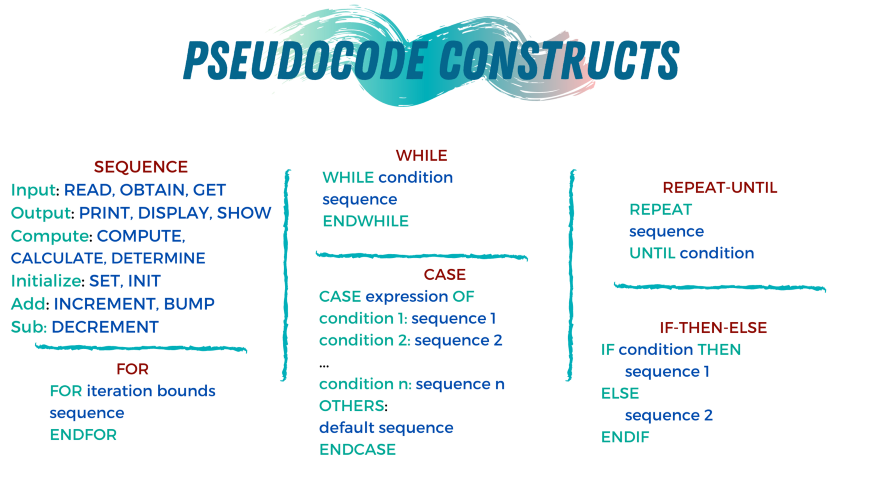 PSEUDOCODE CONSTRUCTS
SEQUENCE
Input: READ, OBTAIN, GET
Output: PRINT, DISPLAY, SHOW
Compute: COMPUTE,
CALCULATE, DETERMINE
Initialize: SET, INIT
Add: INCREMENT, BUMP
Sub: DECREMENT
FOR
FOR iteration bounds
sequence
ENDFOR
WHILE
WHILE condition
sequence
ENDWHILE
CASE
CASE expression OF
condition 1: sequence 1
condition 2: sequence 2
...
condition n: sequence n
OTHERS:
default sequence
ENDCASE
REPEAT-UNTIL
REPEAT
sequence
UNTIL condition
IF-THEN-ELSE
IF condition THEN
sequence 1
ELSE
sequence 2
ENDIF